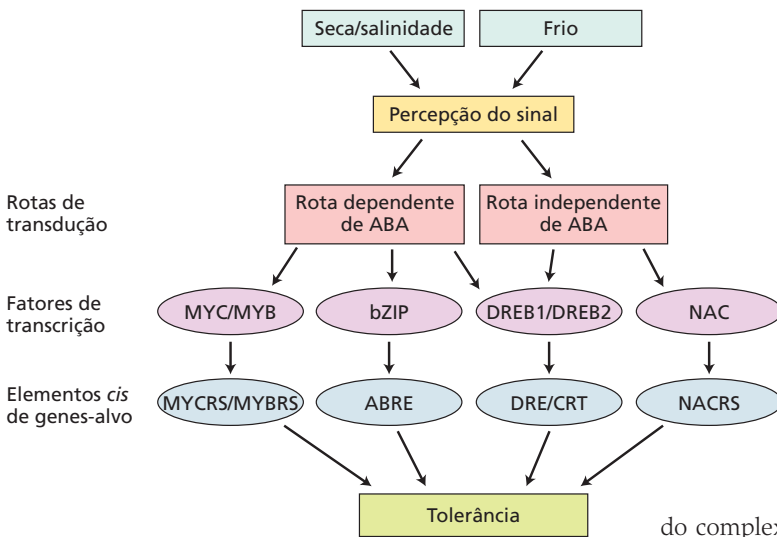 Seca/salinidade
Frio
Percepção do sinal
Rotas de
transdução
Rota dependente
de ABA
Rota independente
de ABA
Fatores de
transcrição
MYC/MYB
bZIP
DREB1/DREB2
NAC
Elementos cis
de genes-alvo
MYCRS/MYBRS
ABRE
DRE/CRT
NACRS
Tolerância
do complex